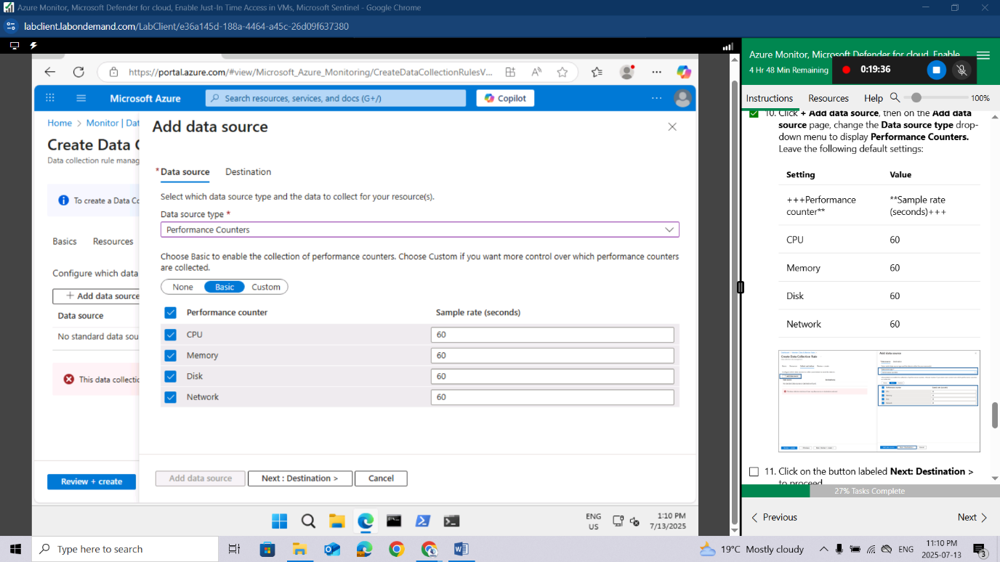 Azure Monitor, Microsoft Defender for cloud, Enable Just-In Time Access in VMs, Microsoft Sentinel - Google Chrome
labclient.labondemand.com/LabClient/e36a145d-188a-4464-a45c-26d09f637380
https://portal.azure.com/#view/Microsoft_Azure_Monitoring/CreateDataCollectionRulesV...
Microsoft Azure
Search resources, services, and docs (G+/)
Copilot
Home > Monitor | Dat
Create Data C
Data collection rule manag
To create a Data Co
Basics Resources
Configure which data
+ Add data source
Data source
No standard data sou
This data collectio
Review + create
Add data source
* Data source Destination
Select which data source type and the data to collect for your resource(s).
Data source type *
Performance Counters
Choose Basic to enable the collection of performance counters. Choose Custom if you want more control over which performance counters
are collected.
None Basic Custom
Performance counter Sample rate (seconds)
CPU 60
Memory 60
Disk 60
Network 60
Add data source Next : Destination > Cancel
ENG
US
1:10 PM
7/13/2025
Azure Monitor, Microsoft Defender for cloud, Enable
4 Hr 48 Min Remaining
0:19:36
Instructions Resources Help 100%
10. Click + Add data source, then on the Add data
source page, change the Data source type drop-
down menu to display Performance Counters.
Leave the following default settings:
Setting Value
+++Performance
counter**
**Sample rate
(seconds)+++
CPU 60
Memory 60
Disk 60
Network 60
Create Data Collection Rule
Add data source
11. Click on the button labeled Next: Destination >
to proceed
27% Tasks Complete
< Previous Next >
Type here to search
19°C Mostly cloudy
ENG
11:10 PM
2025-07-13
3